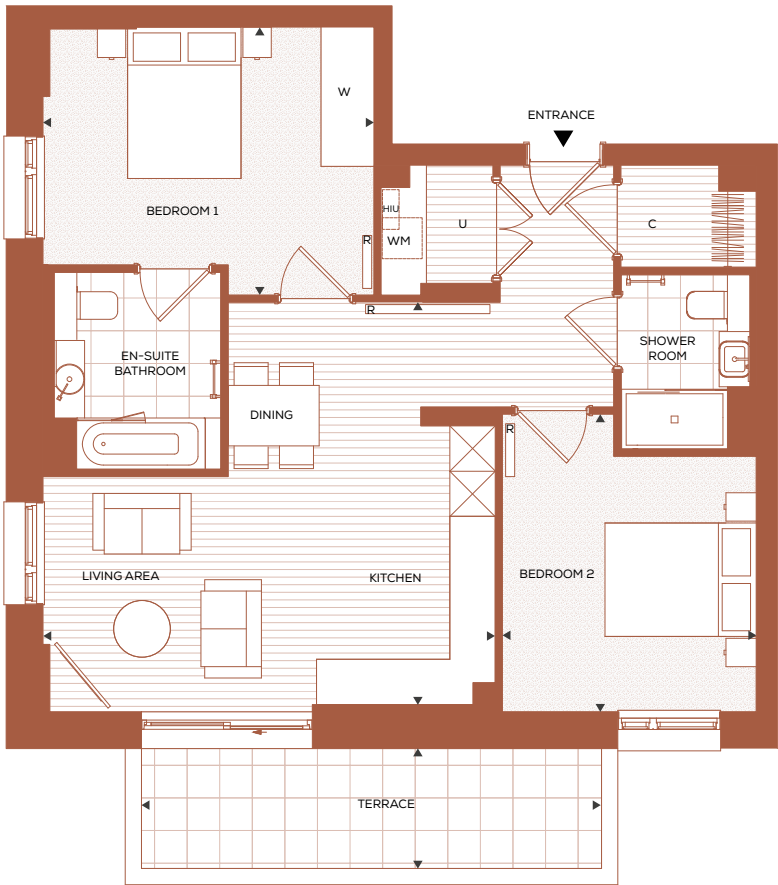 W
ENTRANCE
BEDROOM 1
HIU
U
C
R
WM
R
SHOWER
ROOM
EN-SUITE
BATHROOM
DINING
R
LIVING AREA
KITCHEN
BEDROOM 2
TERRACE